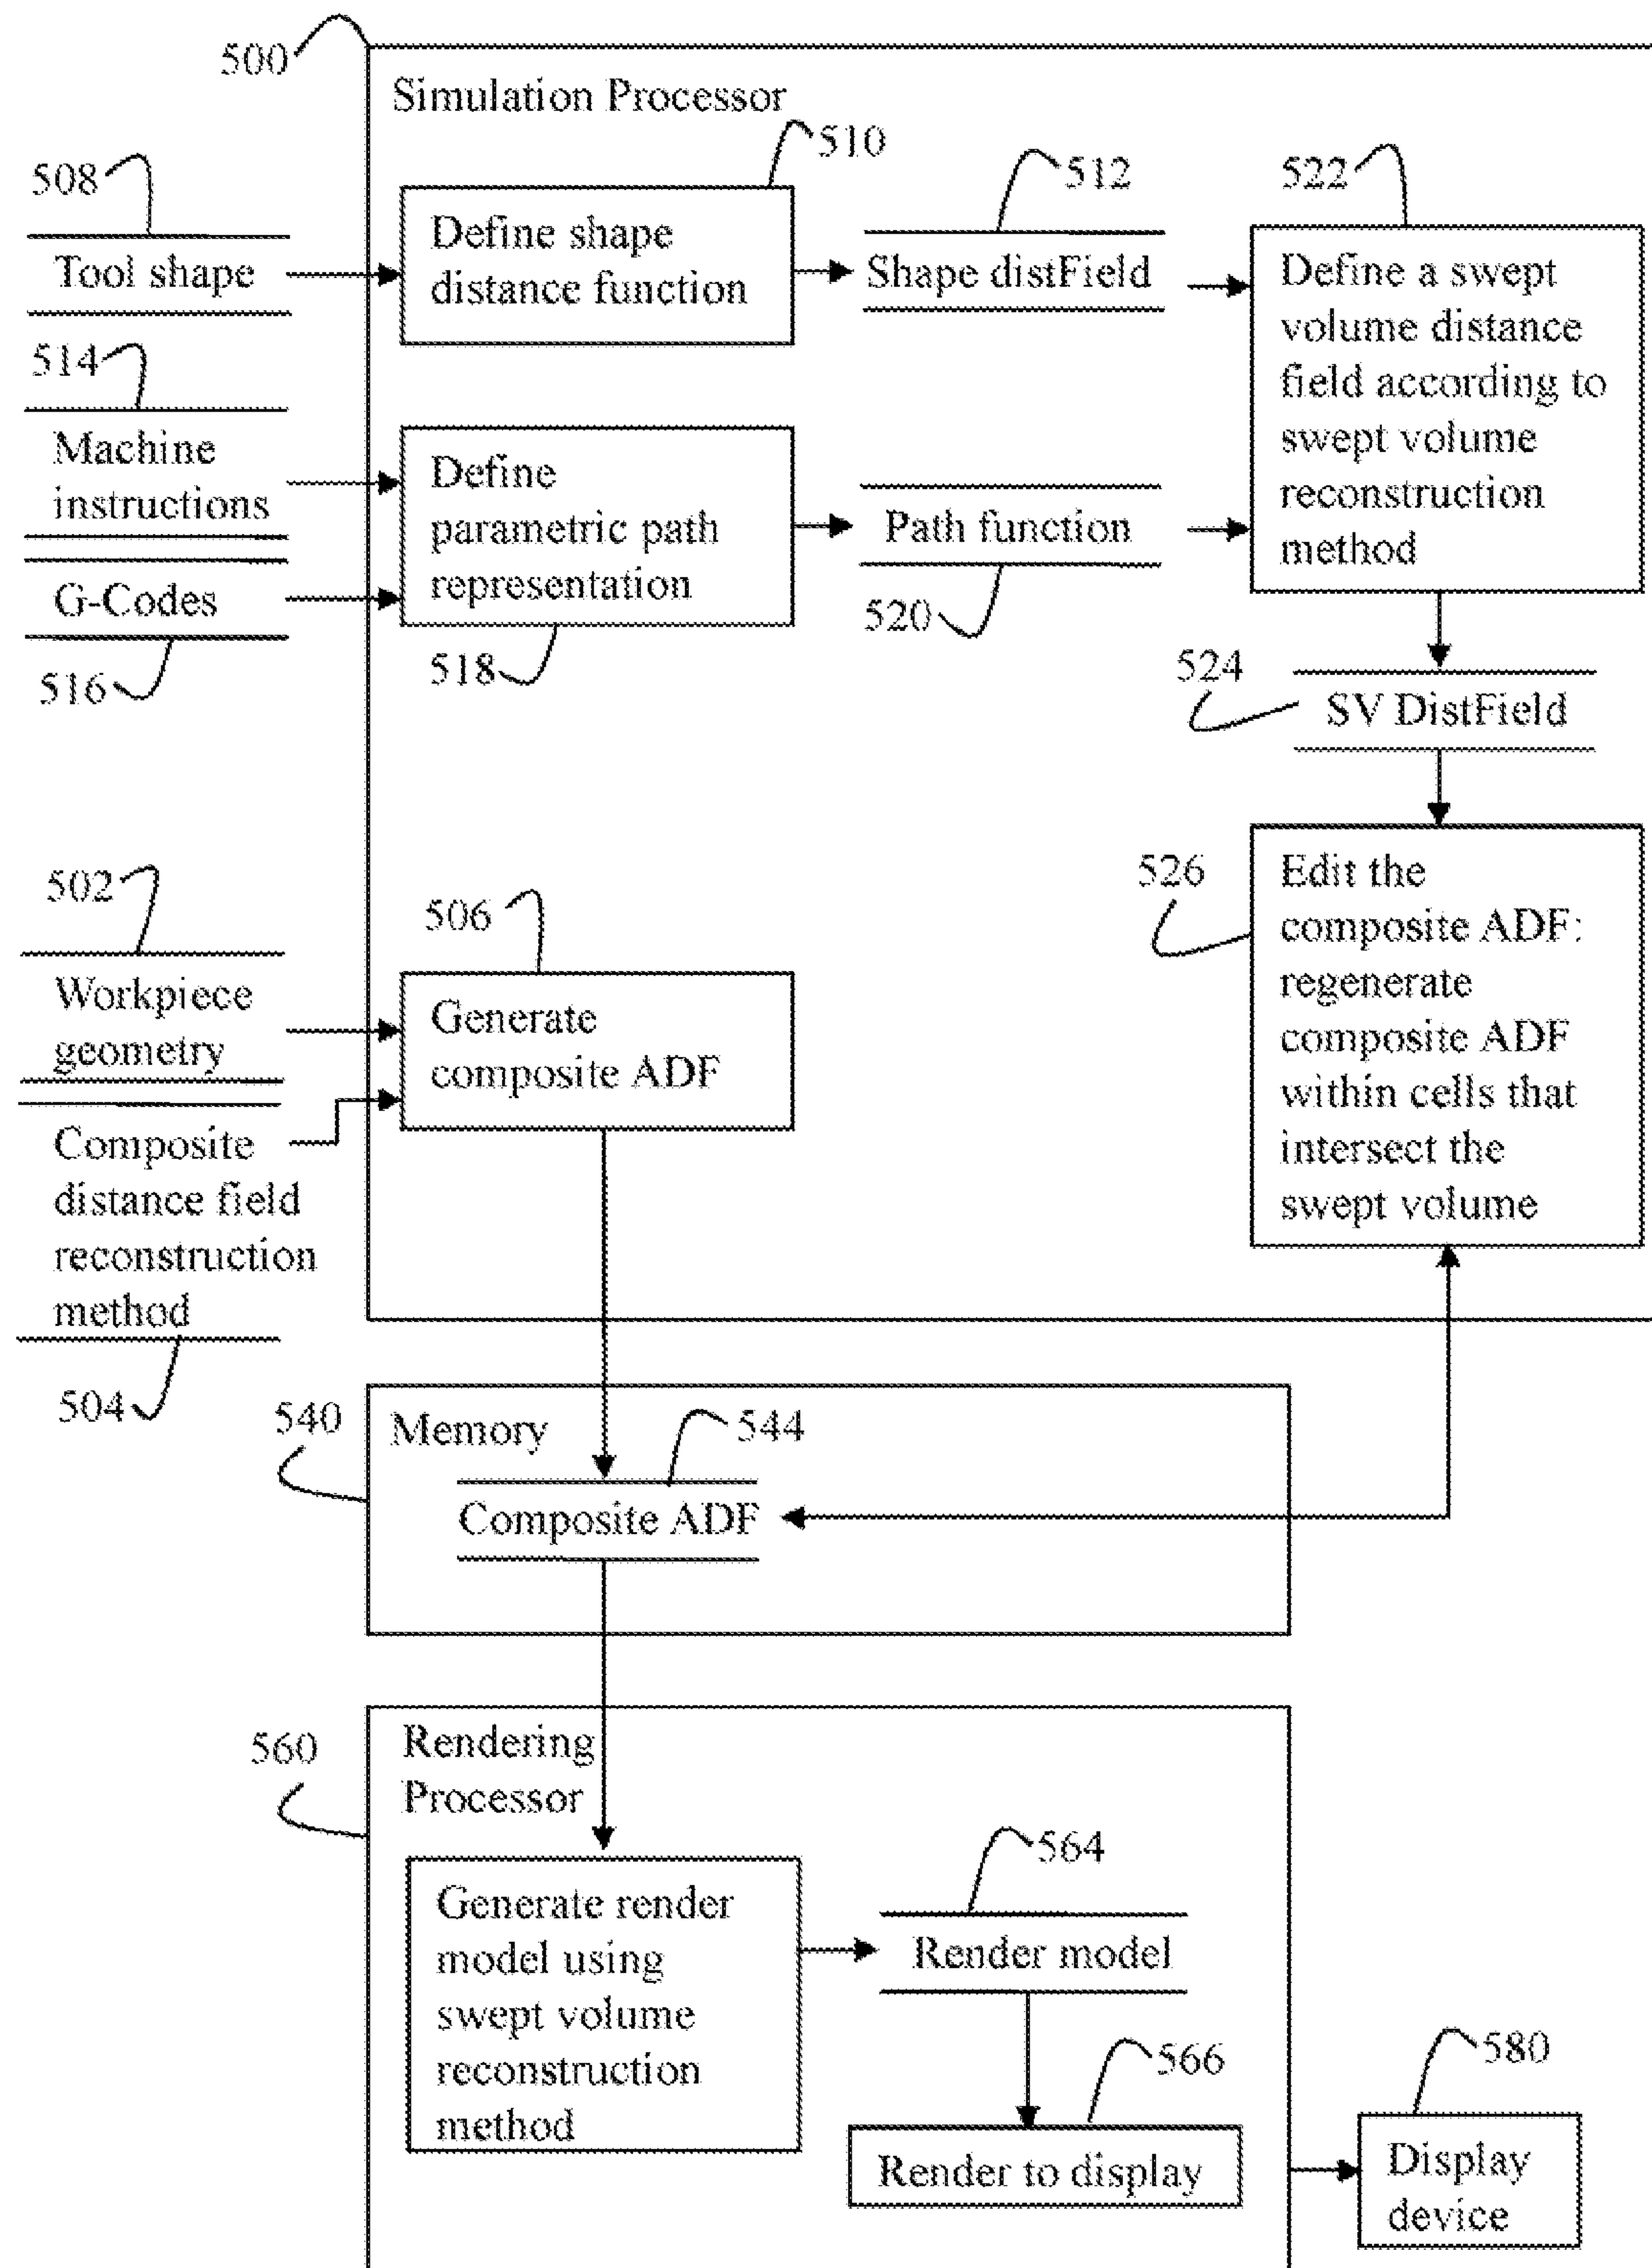 500
Simulation Processor
510
508
512
522
Tool shape
Define shape
distance function
Shape distField
Define a swept
volume distance
field according to
swept volume
reconstruction
method
514
Machine
instructions
G-Codes
516
Define
parametric path
representation
518
Path function
520
524
SV DistField
502
506
526
Edit the
composite ADF:
regenerate
composite ADF
within cells that
intersect the
swept volume
Workpiece
geometry
Generate
composite ADF
Composite
distance field
reconstruction
method
504
540
Memory
544
Composite ADF
560
Rendering
Processor
564
Generate render
model using
swept volume
reconstruction
method
Render model
566
580
Render to display
Display
device